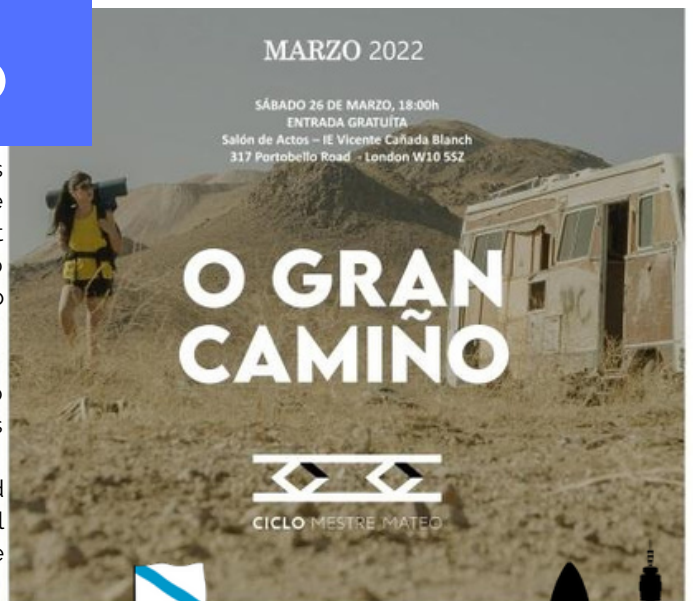 MARZO 2022
SÁBADO 26 DE MARZO, 18:00h
ENTRADA GRATUÍTA
Salón de Actos – IE Vicente Cañada Blanch
317 Portobello Road - London W10 5SZ
O GRAN
CAMIÑO
CICLO MESTRE MATEO